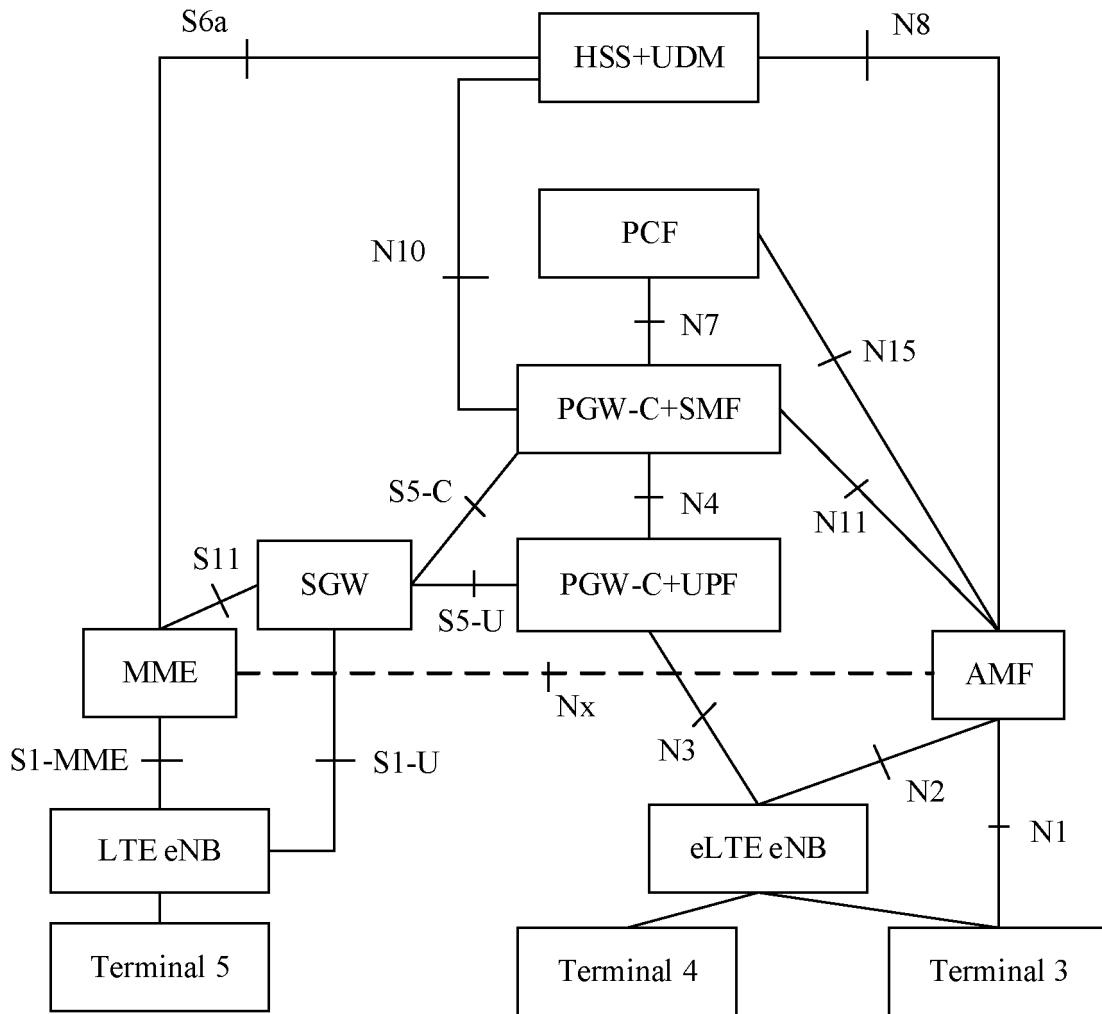 S6a
N8
HSS+UDM
PCF
N10
N7
N15
PGW-C+SMF
S5-C
N4
N11
S11
SGW
PGW-C+UPF
S5-U
MME
AMF
Nx
N3
S1-MME
S1-U
N2
N1
LTE eNB
eLTE eNB
Terminal 5
Terminal 4
Terminal 3